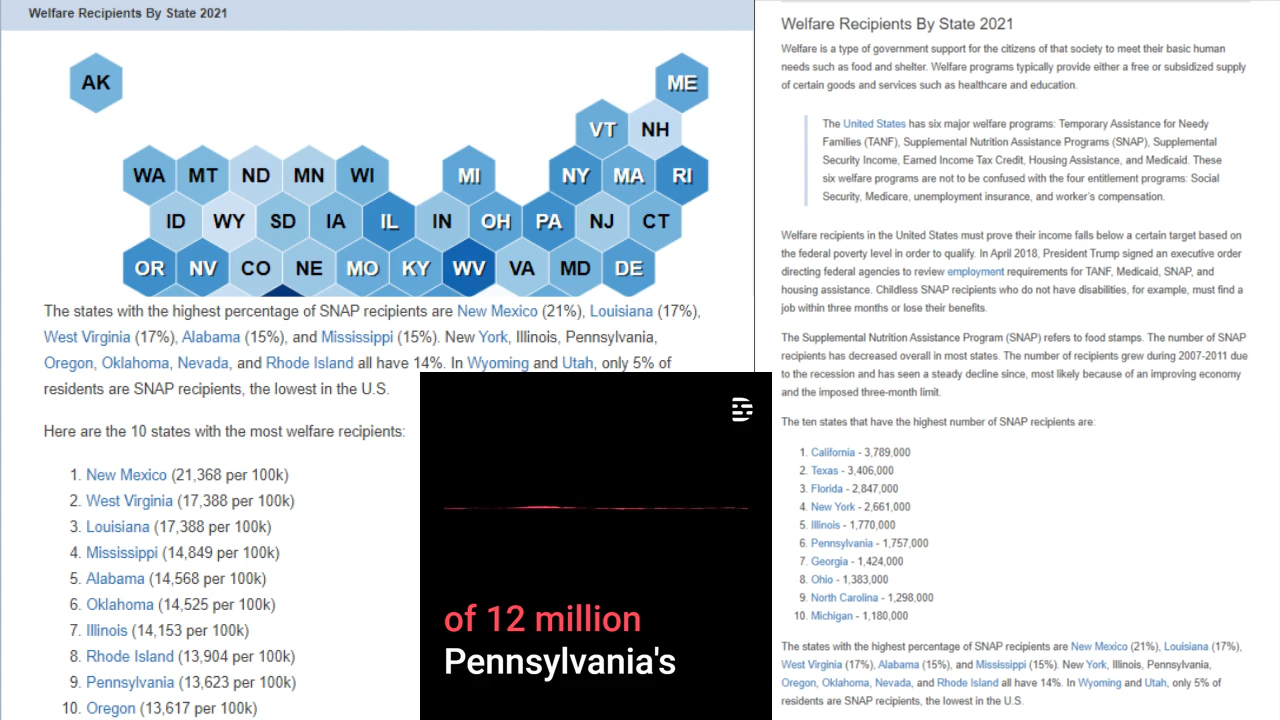 Welfare Recipients By State 2021
AK
ME
VT NH
WA MT ND MN WI MI NY MA RI
ID WY SD IA IL IN OH PA NJ CT
OR NV CO NE MO KY WV VA MD DE
The states with the highest percentage of SNAP recipients are New Mexico (21%), Louisiana (17%),
West Virginia (17%), Alabama (15%), and Mississippi (15%). New York, Illinois, Pennsylvania,
Oregon, Oklahoma, Nevada, and Rhode Island all have 14%. In Wyoming and Utah, only 5% of
residents are SNAP recipients, the lowest in the U.S.
Here are the 10 states with the most welfare recipients:
1. New Mexico (21,368 per 100k)
2. West Virginia (17,388 per 100k)
3. Louisiana (17,388 per 100k)
4. Mississippi (14,849 per 100k)
5. Alabama (14,568 per 100k)
6. Oklahoma (14,525 per 100k)
7. Illinois (14,153 per 100k)
8. Rhode Island (13,904 per 100k)
9. Pennsylvania (13,623 per 100k)
10. Oregon (13,617 per 100k)
of 12 million
Pennsylvania's
Welfare Recipients By State 2021
Welfare is a type of government support for the citizens of that society to meet their basic human
needs such as food and shelter. Welfare programs typically provide either a free or subsidized supply
of certain goods and services such as healthcare and education.
The United States has six major welfare programs: Temporary Assistance for Needy
Families (TANF), Supplemental Nutrition Assistance Programs (SNAP), Supplemental
Security Income, Earned Income Tax Credit, Housing Assistance, and Medicaid. These
six welfare programs are not to be confused with the four entitlement programs: Social
Security, Medicare, unemployment insurance, and worker's compensation.
Welfare recipients in the United States must prove their income falls below a certain target based on
the federal poverty level in order to qualify. In April 2018, President Trump signed an executive order
directing federal agencies to review employment requirements for TANF, Medicaid, SNAP, and
housing assistance. Childless SNAP recipients who do not have disabilities, for example, must find a
job within three months or lose their benefits.
The Supplemental Nutrition Assistance Program (SNAP) refers to food stamps. The number of SNAP
recipients has decreased overall in most states. The number of recipients grew during 2007-2011 due
to the recession and has seen a steady decline since, most likely because of an improving economy
and the imposed three-month limit.
The ten states that have the highest number of SNAP recipients are:
1. California - 3,789,000
2. Texas - 3,406,000
3. Florida - 2,847,000
4. New York - 2,661,000
5. Illinois - 1,770,000
6. Pennsylvania - 1,757,000
7. Georgia - 1,424,000
8. Ohio - 1,383,000
9. North Carolina - 1,298,000
10. Michigan - 1,180,000
The states with the highest percentage of SNAP recipients are New Mexico (21%), Louisiana (17%),
West Virginia (17%), Alabama (15%), and Mississippi (15%). New York, Illinois, Pennsylvania,
Oregon, Oklahoma, Nevada, and Rhode Island all have 14%. In Wyoming and Utah, only 5% of
residents are SNAP recipients, the lowest in the U.S.